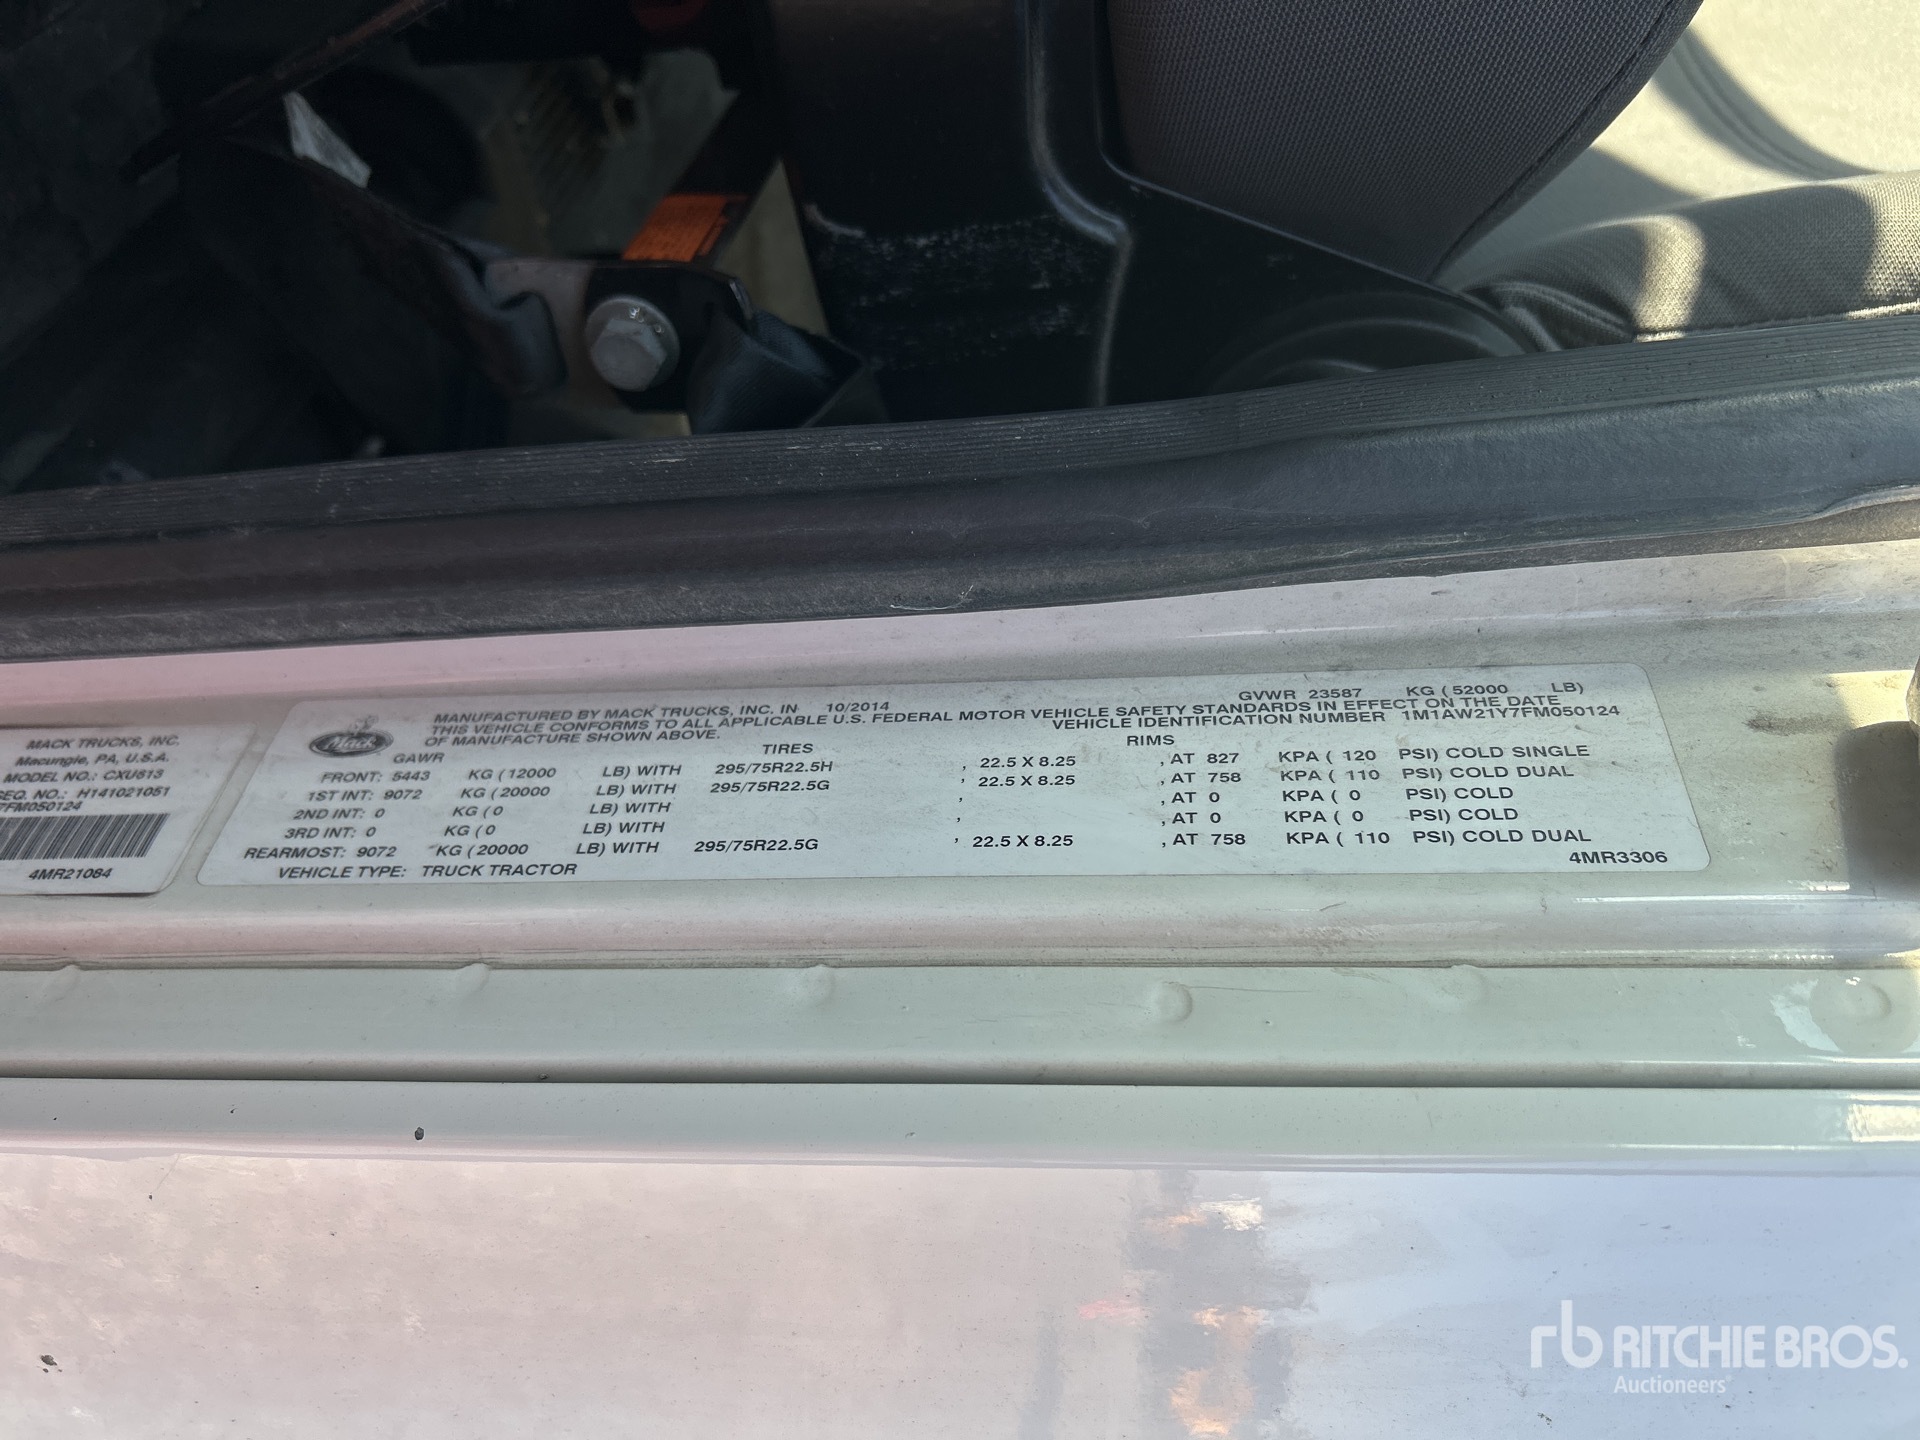 MACK TRUCKS, INC.
Macungie, PA, U.S.A.
MODEL NO.: CXU613
SEQ. NO.: H141021051
7FM050124
4MR21084
Mack
MANUFACTURED BY MACK TRUCKS, INC. IN 10/2014 GVWR 23587 KG ( 52000 LB)
THIS VEHICLE CONFORMS TO ALL APPLICABLE U.S. FEDERAL MOTOR VEHICLE SAFETY STANDARDS IN EFFECT ON THE DATE
OF MANUFACTURE SHOWN ABOVE. VEHICLE IDENTIFICATION NUMBER 1M1AW21Y7FM050124
GAWR TIRES RIMS
FRONT: 5443 KG ( 12000 LB) WITH 295/75R22.5H , 22.5 X 8.25 , AT 827 KPA ( 120 PSI) COLD SINGLE
1ST INT: 9072 KG ( 20000 LB) WITH 295/75R22.5G , 22.5 X 8.25 , AT 758 KPA ( 110 PSI) COLD DUAL
2ND INT: 0 KG ( 0 LB) WITH , , AT 0 KPA ( 0 PSI) COLD
3RD INT: 0 KG ( 0 LB) WITH , , AT 0 KPA ( 0 PSI) COLD
REARMOST: 9072 KG ( 20000 LB) WITH 295/75R22.5G , 22.5 X 8.25 , AT 758 KPA ( 110 PSI) COLD DUAL
VEHICLE TYPE: TRUCK TRACTOR 4MR3306
rb RITCHIE BROS.
Auctioneers